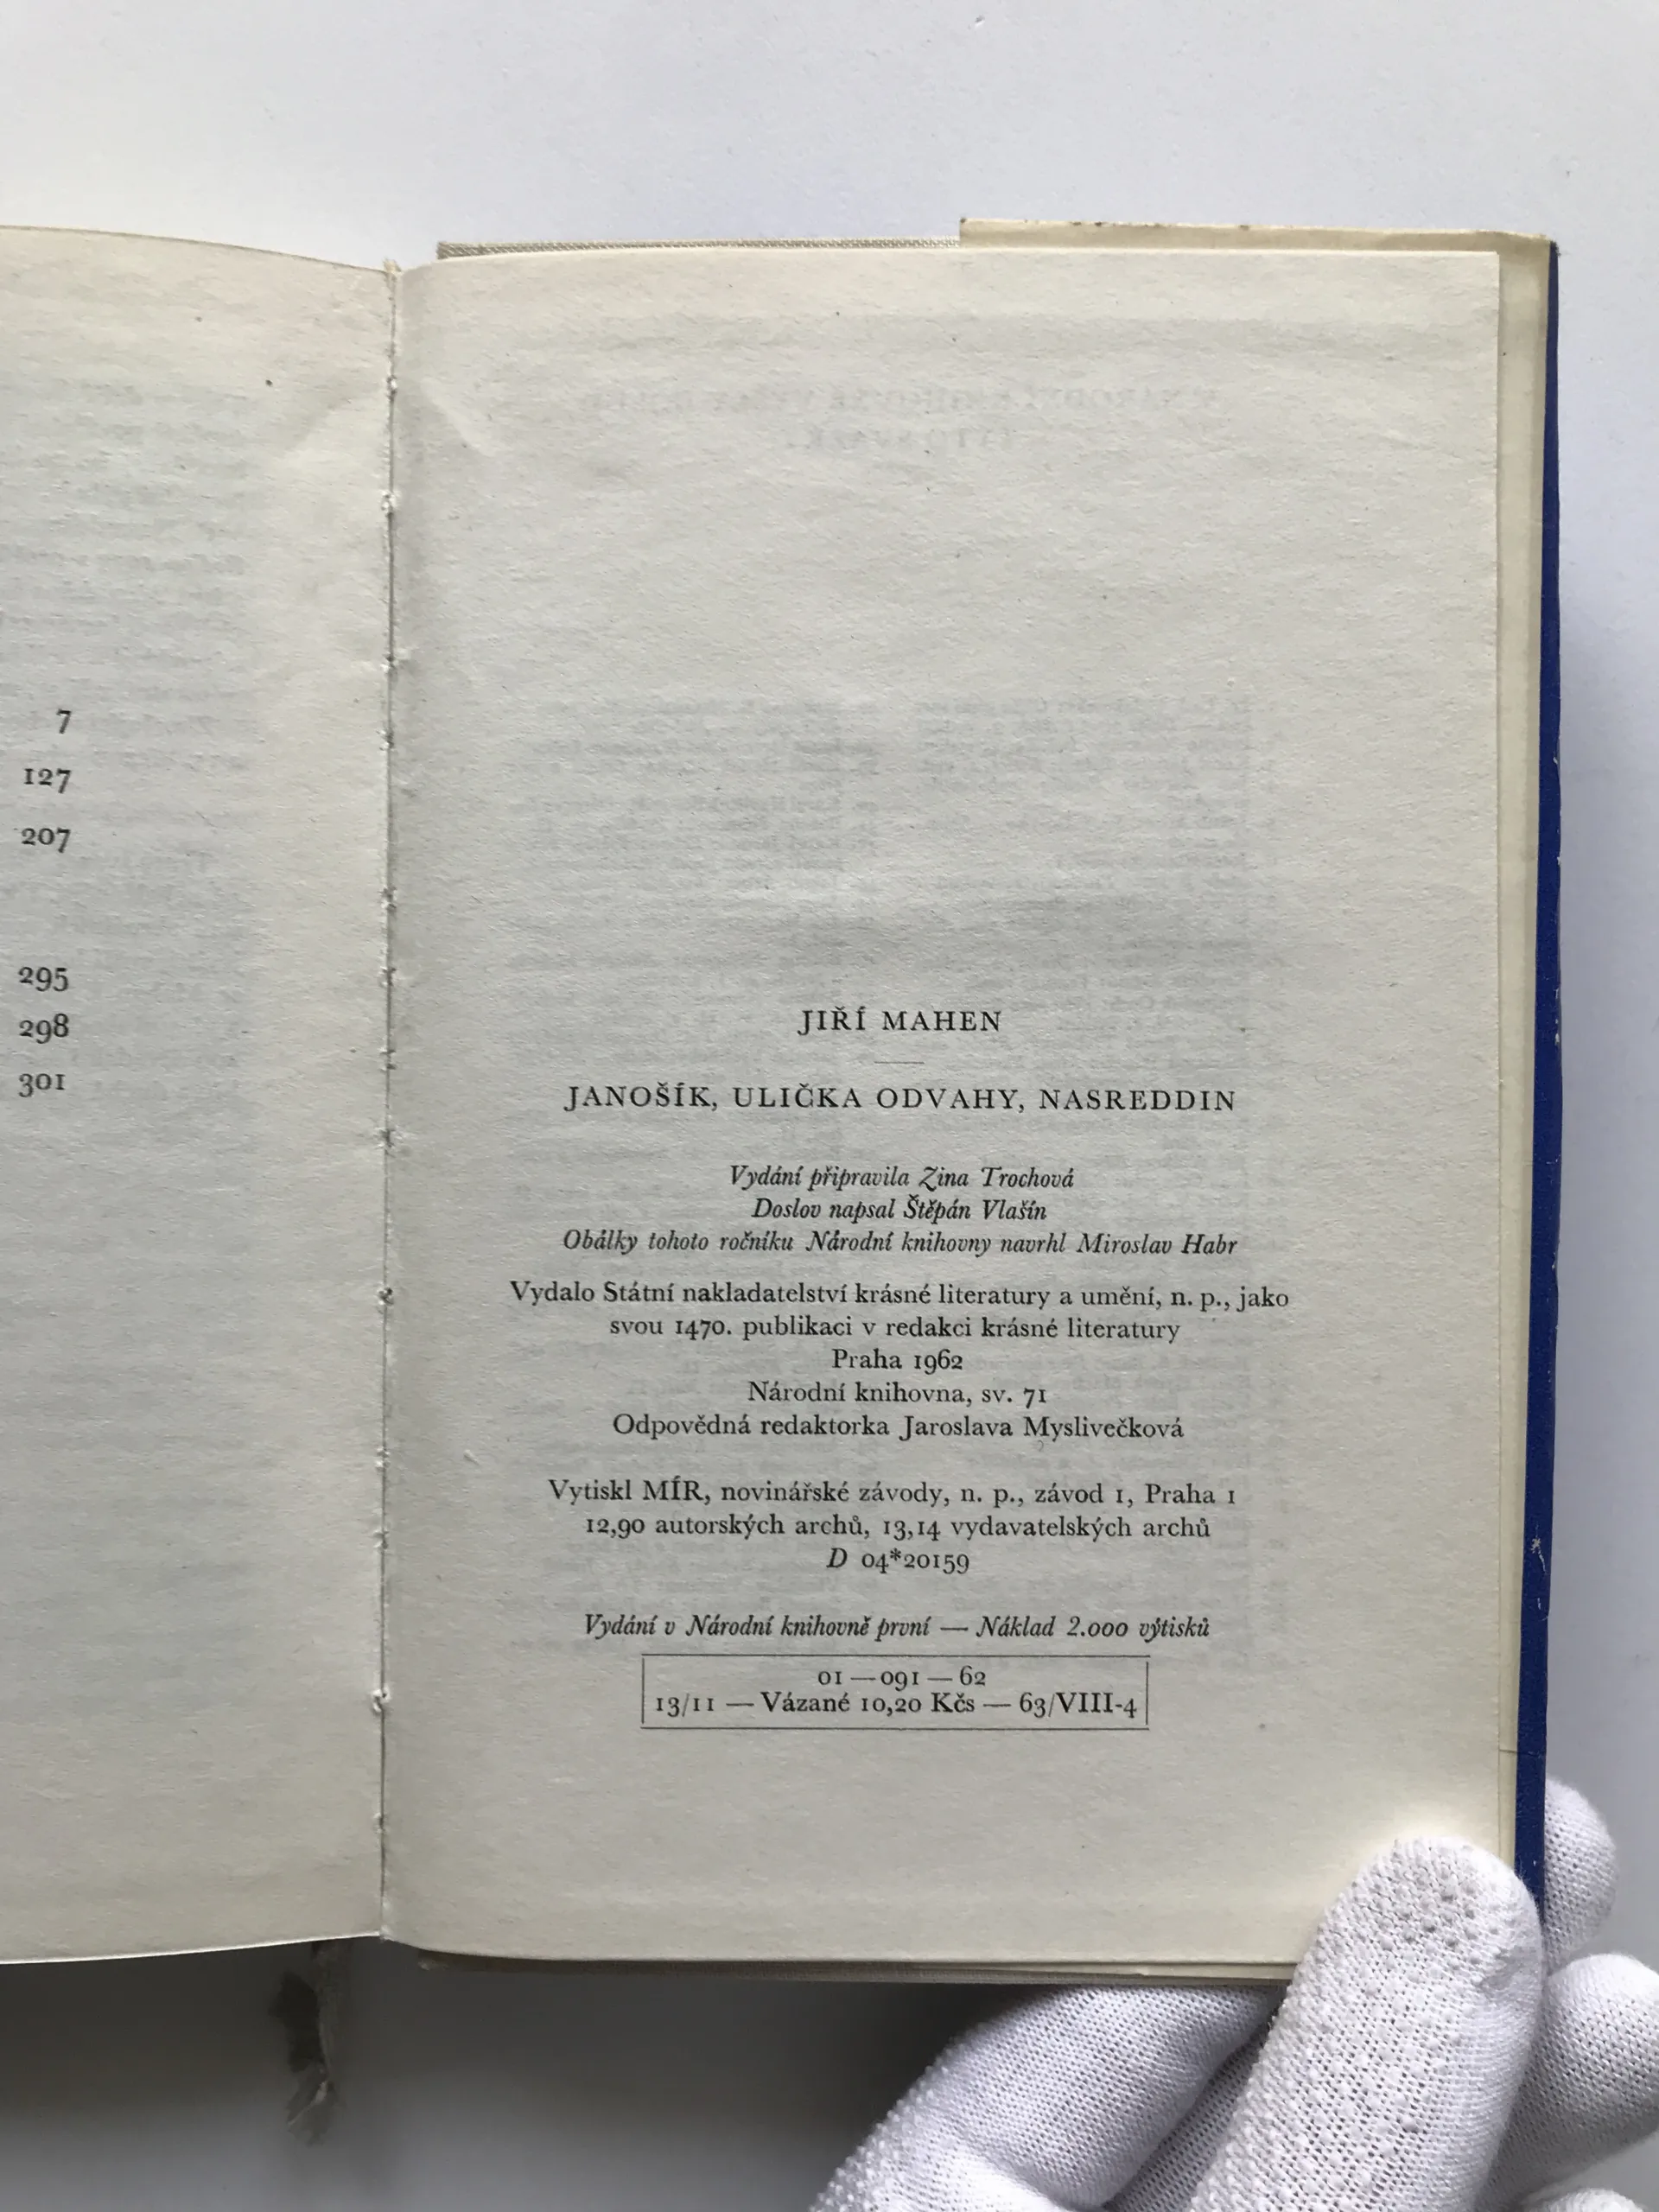 7
127
207
295
298
301
JIŘÍ MAHEN
JANOŠÍK, ULIČKA ODVAHY, NASREDDIN
Vydání připravila Zina Trochová
Doslov napsal Štěpán Vlašín
Obálky tohoto ročníku Národní knihovny navrhl Miroslav Habr
Vydalo Státní nakladatelství krásné literatury a umění, n. p., jako
svou 1470. publikaci v redakci krásné literatury
Praha 1962
Národní knihovna, sv. 71
Odpovědná redaktorka Jaroslava Myslivečková
Vytiskl MÍR, novinářské závody, n. p., závod 1, Praha 1
12,90 autorských archů, 13,14 vydavatelských archů
D 04*20159
Vydání v Národní knihovně první — Náklad 2.000 výtisků
01 — 091 — 62
13/11 — Vázané 10,20 Kčs — 63/VIII-4